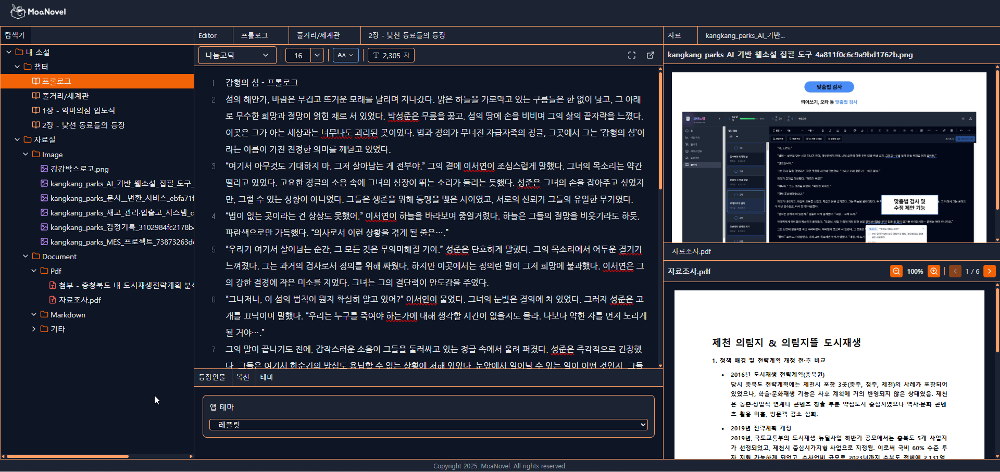 MoaNovel
탐색기
내 소설
챕터
프롤로그
줄거리/세계관
1장 - 악마의섬 입도식
2장 - 낯선 동료들의 등장
자료실
Image
강강박스로고.png
kangkang_parks_AI_기반_웹소설_집필_도구_
kangkang_parks_문서__변환_서비스_ebfa71f
kangkang_parks_재고_관리·입출고_시스템_c
kangkang_parks_감정기록_3102984fc2178b4
kangkang_parks_MES_프로젝트_73873263d
Document
Pdf
첨부 - 충청북도 내 도시재생전략계획 분석
자료조사.pdf
Markdown
기타
Editor
프롤로그
줄거리/세계관
2장 - 낯선 동료들의 등장
나눔고딕
16
AA
2,305 자
1 감형의 섬 - 프롤로그
2 섬의 해안가, 바람은 무겁고 뜨거운 모래를 날리며 지나갔다. 맑은 하늘을 가로막고 있는 구름들은 한 없이 낮고, 그 아래
로 무수한 희망과 절망이 얽힌 채로 서 있었다. 박성준은 무릎을 꿇고, 섬의 땅에 손을 비비며 그의 삶의 끝자락을 느꼈다.
이곳은 그가 아는 세상과는 너무나도 괴리된 곳이었다. 법과 정의가 무너진 자급자족의 정글, 그곳에서 그는 ‘감형의 섬’이
라는 이름이 가진 진정한 의미를 깨닫고 있었다.
3 “여기서 아무것도 기대하지 마. 그저 살아남는 게 전부야.” 그의 곁에 이서연이 조심스럽게 말했다. 그녀의 목소리는 약간
떨리고 있었다. 고요한 정글의 소음 속에 그녀의 심장이 뛰는 소리가 들리는 듯했다. 성준은 그녀의 손을 잡아주고 싶었지
만, 그럴 수 있는 상황이 아니었다. 그들은 생존을 위해 동맹을 맺은 사이였고, 서로의 신뢰가 그들의 유일한 무기였다.
4 “법이 없는 곳이라는 건 상상도 못했어.” 이서연이 하늘을 바라보며 중얼거렸다. 하늘은 그들의 절망을 비웃기라도 하듯,
파란색으로만 가득했다. “의사로서 이런 상황을 겪게 될 줄은….”
5 “우리가 여기서 살아남는 순간, 그 모든 것은 무의미해질 거야.” 성준은 단호하게 말했다. 그의 목소리에서 어두운 결기가
느껴졌다. 그는 과거의 검사로서 정의를 위해 싸웠다. 하지만 이곳에서는 정의란 말이 그저 희망에 불과했다. 이서연은 그
의 강한 결정에 작은 미소를 지었다. 그녀는 그의 결단력이 안도감을 주었다.
6 “그나저나, 이 섬의 법칙이 뭔지 확실히 알고 있어?” 이서연이 물었다. 그녀의 눈빛은 결의에 차 있었다. 그러자 성준은 고
개를 끄덕이며 말했다. “우리는 누구를 죽여야 하는가에 대해 생각할 시간이 없을지도 몰라. 나보다 약한 자를 먼저 노리게
될 거야….”
7 그의 말이 끝나기도 전에, 갑작스러운 소음이 그들을 둘러싸고 있는 정글 속에서 울려 퍼졌다. 성준은 즉각적으로 긴장했
다. 그들은 여기서 한순간의 방심도 용납할 수 없는 상황에 처해 있었다. 눈앞에서 일어날 수 있는 일이 어떤 것인지, 그들
등장인물
복선
테마
앱 테마
레플릿
자료
kangkang_parks_AI_기반...
kangkang_parks_AI_기반_웹소설_집필_도구_4a811f0c6c9a9bd1762b.png
맞춤법 검사
띄어쓰기, 오타 등 맞춤법 검사
맞춤법 검사 및
수정 제안 기능
자료조사.pdf
자료조사.pdf
100%
1 / 6
제천 의림지 & 의림지뜰 도시재생
1. 정책 배경 및 전략계획 개정 전·후 비교
• 2016년 도시재생 전략계획(충북권)
당시 충북도 전략계획에는 제천시 포함 3곳(충주, 청주, 제천)의 사례가 포함되어
있었으나, 학술·문화재생 기능은 사후 계획에 거의 반영되지 않은 상태였음. 제천
은 농촌·상업적 연계나 콘텐츠 창출 부분 약점도시 중심지였으나 역사·문화 콘텐
츠 활용 미흡, 방문객 감소 심화.
• 2019년 전략계획 개정
2019년, 국토교통부의 도시재생 뉴딜사업 하반기 공모에서는 충북도 5개 사업지
가 선정되었고, 제천시 중심시가지형 사업으로 지정됨. 이로써 국비 60% 수준 투
자 지원 가능하게 되었고, 총사업비 규모로 2023년까지 충북도 전체에 2,131억
Copyright 2025. MoaNovel. All rights reserved.